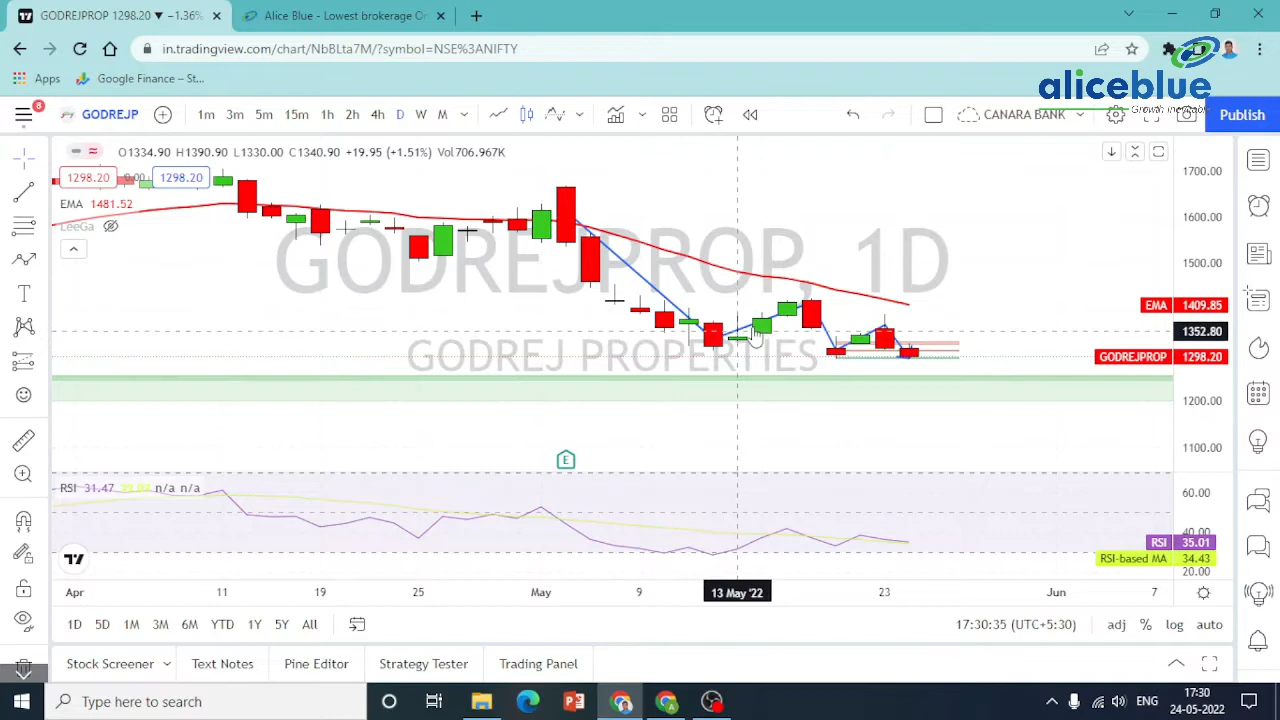 GODREJPROP 1298.20 ▼ −1.36%
Alice Blue - Lowest brokerage On
in.tradingview.com/chart/NbBLta7M/?symbol=NSE%3ANIFTY
Apps Google Finance – St...
aliceblue
8 GODREJP 1m 3m 5m 15m 1h 2h 4h D W M CANARA BANK Publish
O1334.90 H1390.90 L1330.00 C1340.90 +19.95 (+1.51%) Vol706.967K
1298.20 0.00 1298.20
EMA 1481.52
LeeGa
GODREJPROP, 1D
GODREJ PROPERTIES
1700.00
1600.00
1500.00
EMA 1409.85
1352.80
GODREJPROP 1298.20
1200.00
1100.00
E
RSI 31.47 n/a n/a
60.00
40.00
RSI 35.01
RSI-based MA 34.43
20.00
Apr 11 19 25 May 9 13 May '22 23 Jun 7
1D 5D 1M 3M 6M YTD 1Y 5Y All 17:30:35 (UTC+5:30) adj % log auto
Stock Screener Text Notes Pine Editor Strategy Tester Trading Panel
Type here to search ENG 17:30
24-05-2022